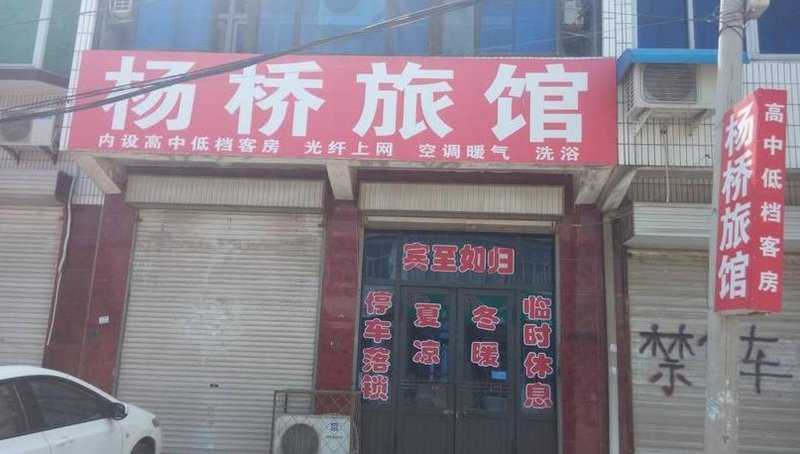 杨桥旅馆
内设高中低档客房 光纤上网 空调暖气 洗浴
宾至如归
停车落锁
夏凉
冬暖
临时休息
高中低档客房
杨桥旅馆
禁
车